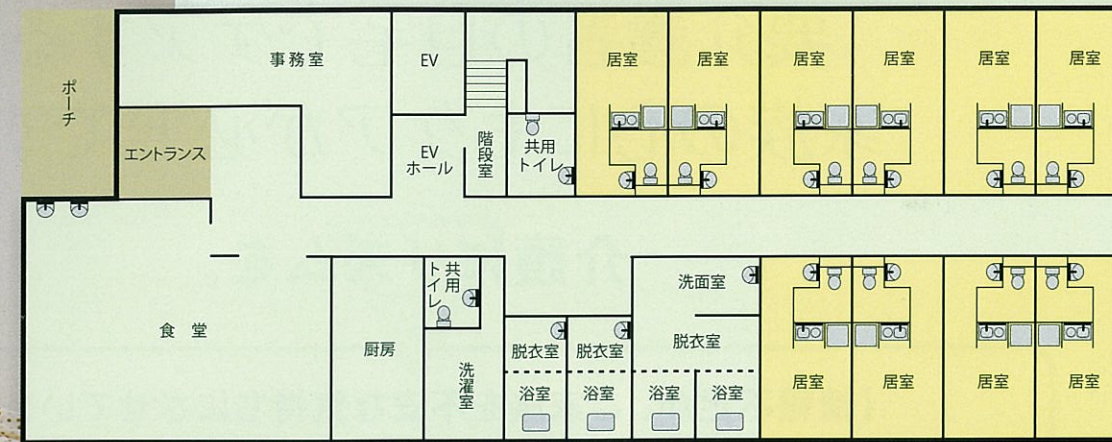 ポーチ
事務室
EV
居室
居室
居室
居室
居室
居室
エントランス
EV
ホール
階段室
共用
トイレ
食 堂
厨房
共用
トイレ
洗濯室
脱衣室
浴室
脱衣室
浴室
洗面室
脱衣室
浴室
浴室
居室
居室
居室
居室